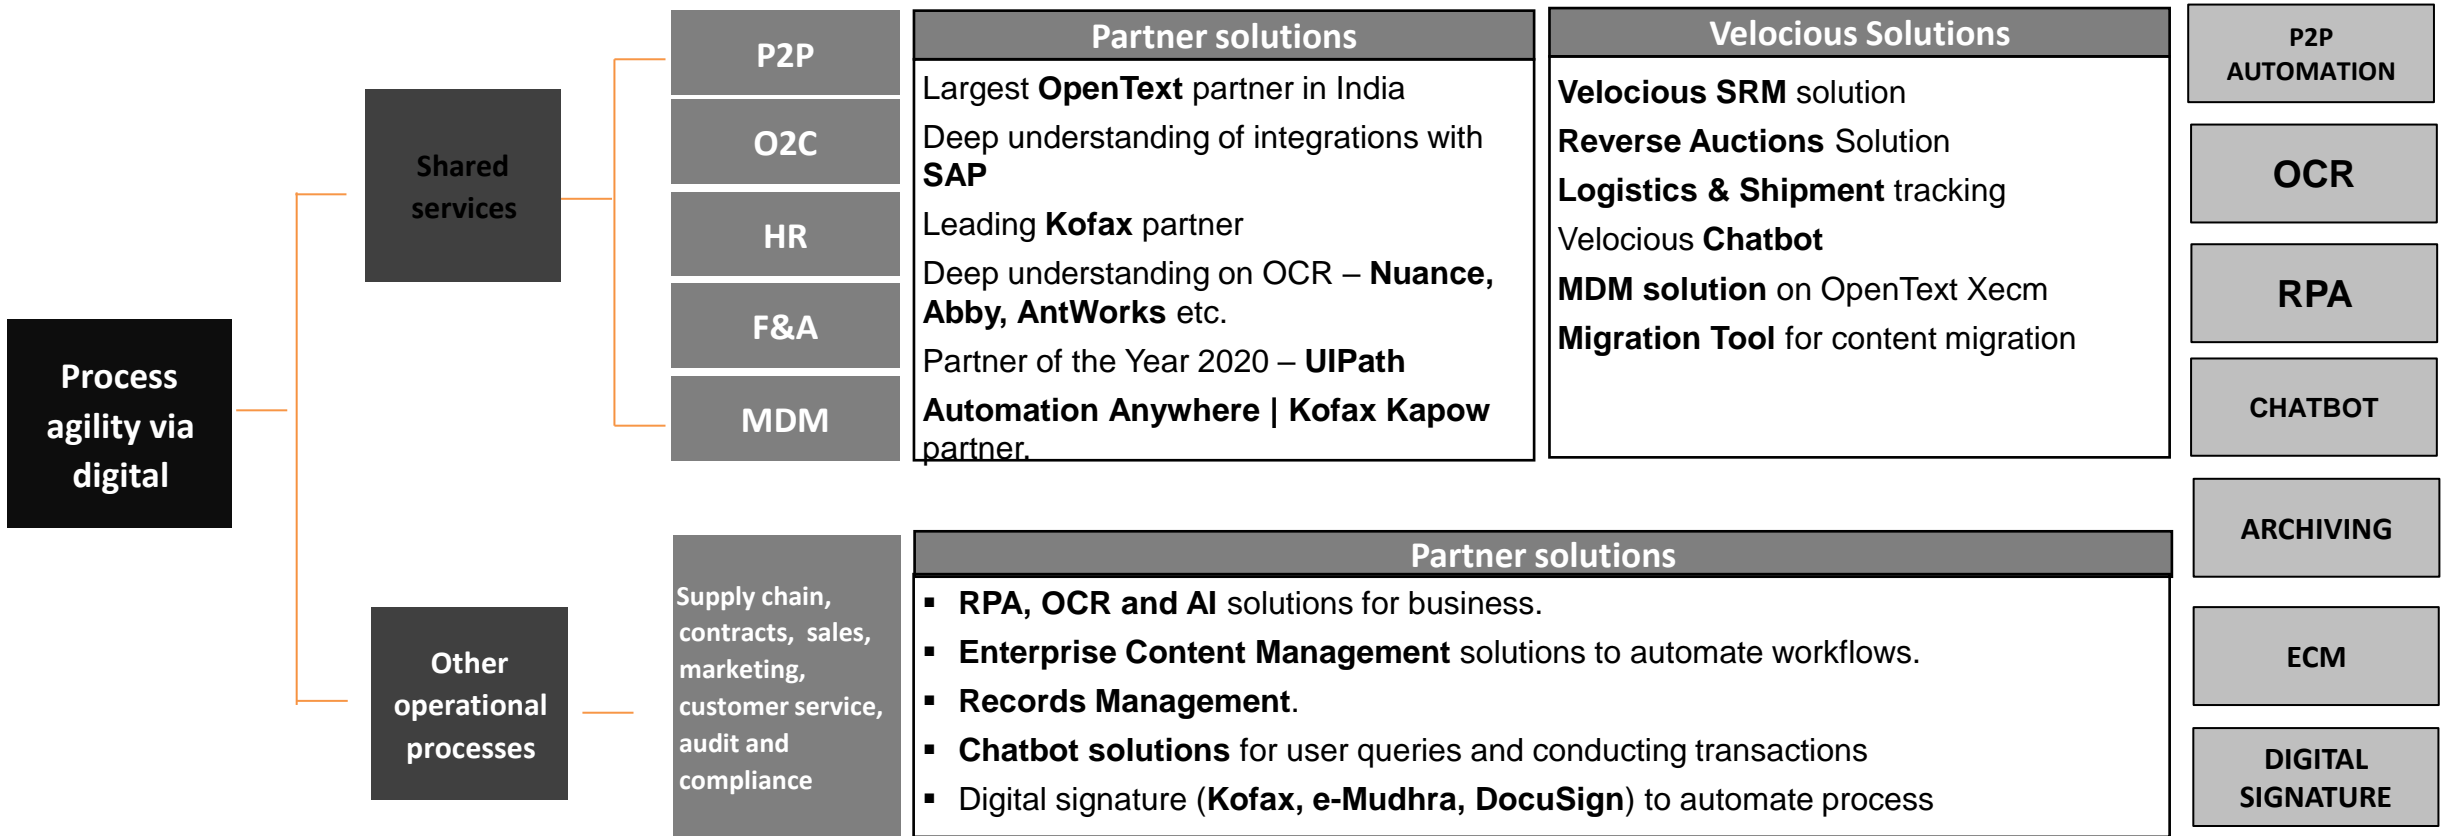 Process
agility via
digital
Shared
services
Other
operational
processes
P2P
O2C
HR
F&A
MDM
Supply chain,
contracts, sales,
marketing,
customer service,
audit and
compliance
Partner solutions
Largest OpenText partner in India
Deep understanding of integrations with
SAP
Leading Kofax partner
Deep understanding on OCR – Nuance,
Abby, AntWorks etc.
Partner of the Year 2020 – UIPath
Automation Anywhere | Kofax Kapow
partner.
Velocious Solutions
Velocious SRM solution
Reverse Auctions Solution
Logistics & Shipment tracking
Velocious Chatbot
MDM solution on OpenText Xecm
Migration Tool for content migration
Partner solutions
▪ RPA, OCR and AI solutions for business.
▪ Enterprise Content Management solutions to automate workflows.
▪ Records Management.
▪ Chatbot solutions for user queries and conducting transactions
▪ Digital signature (Kofax, e-Mudhra, DocuSign) to automate process
P2P
AUTOMATION
OCR
RPA
CHATBOT
ARCHIVING
ECM
DIGITAL
SIGNATURE